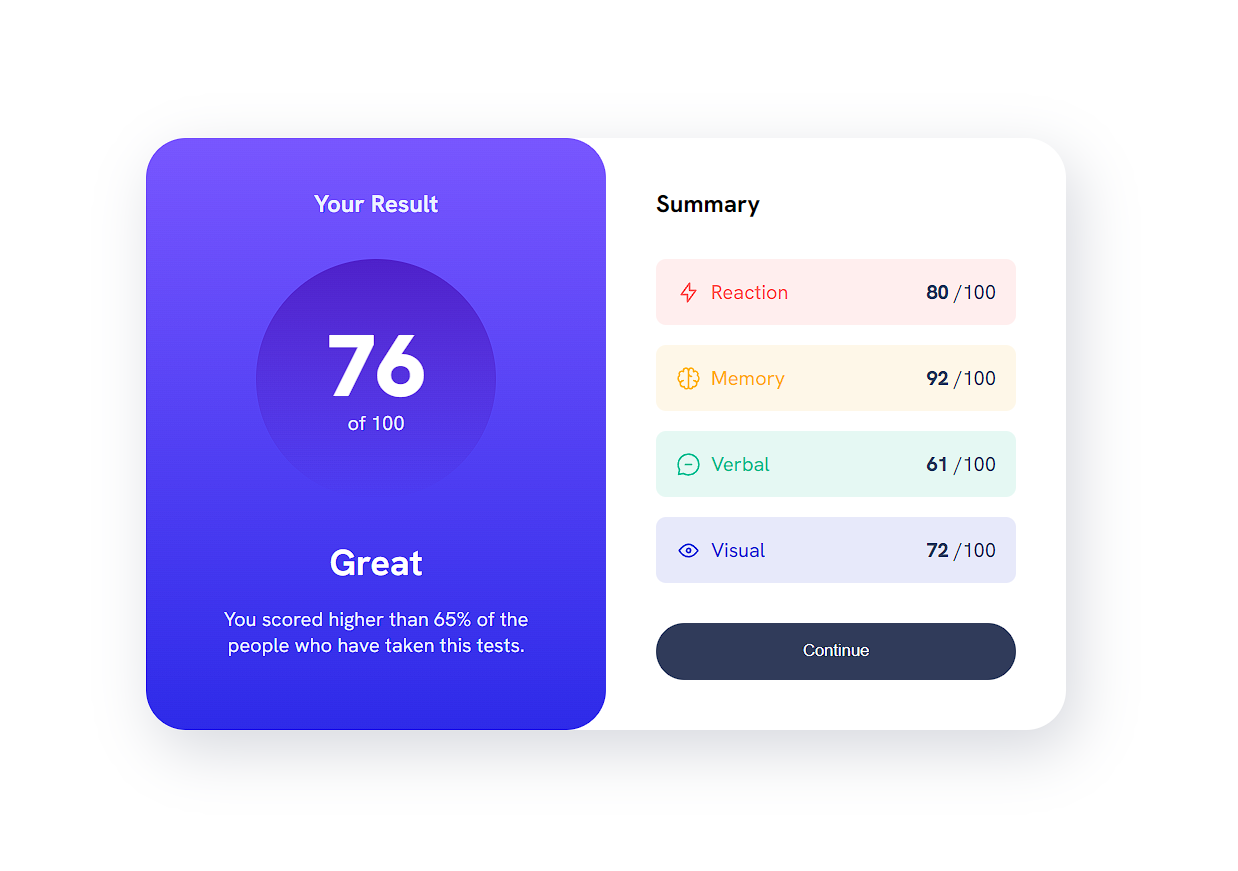 Your Result
76
of 100
Great
You scored higher than 65% of the
people who have taken this tests.
Summary
Reaction 80 /100
Memory 92 /100
Verbal 61 /100
Visual 72 /100
Continue